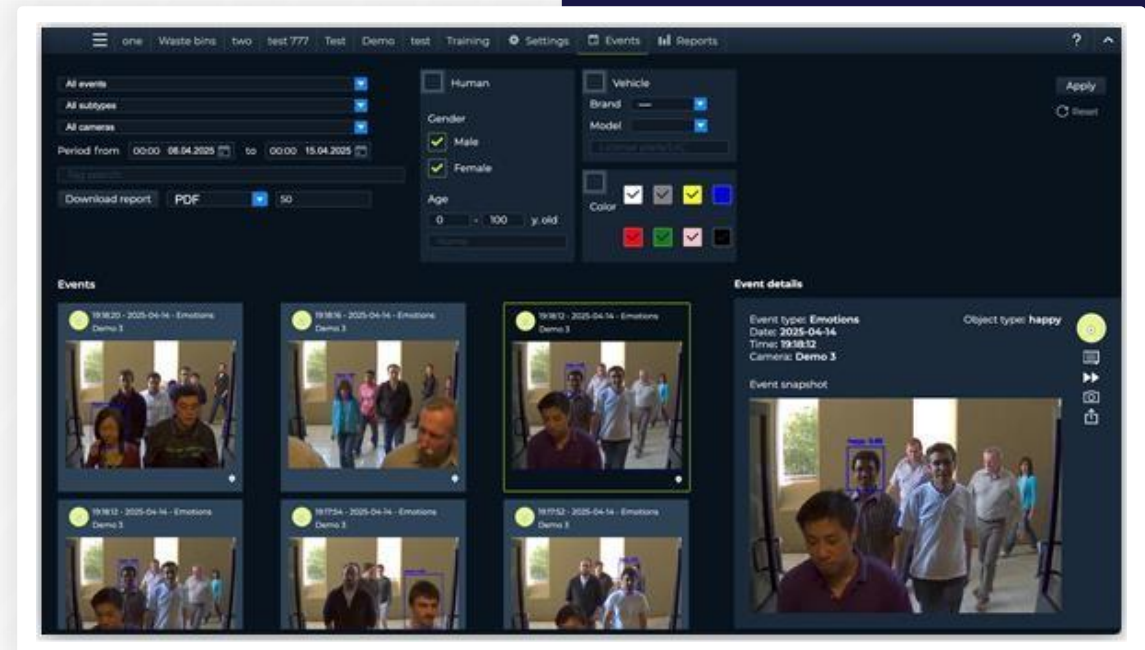 one Waste bins two test 777 Test Demo test Training Settings Events Reports ?
All events
All subtypes
All cameras
Period from 00:00 08.04.2025 to 00:00 15.04.2025
Tag search
Download report PDF 50
Human
Gender
Male
Female
Age
0 - 100 y. old
Name
Vehicle
Brand —
Model
Color
Apply
Reset
Events
19:18:20 - 2025-04-14 - Emotions
Demo 3
19:18:16 - 2025-04-14 - Emotions
Demo 3
19:18:12 - 2025-04-14 - Emotions
Demo 3
19:18:12 - 2025-04-14 - Emotions
Demo 3
19:17:54 - 2025-04-14 - Emotions
Demo 3
19:17:52 - 2025-04-14 - Emotions
Demo 3
Event details
Event type: Emotions
Object type: happy
Date: 2025-04-14
Time: 19:18:12
Camera: Demo 3
Event snapshot